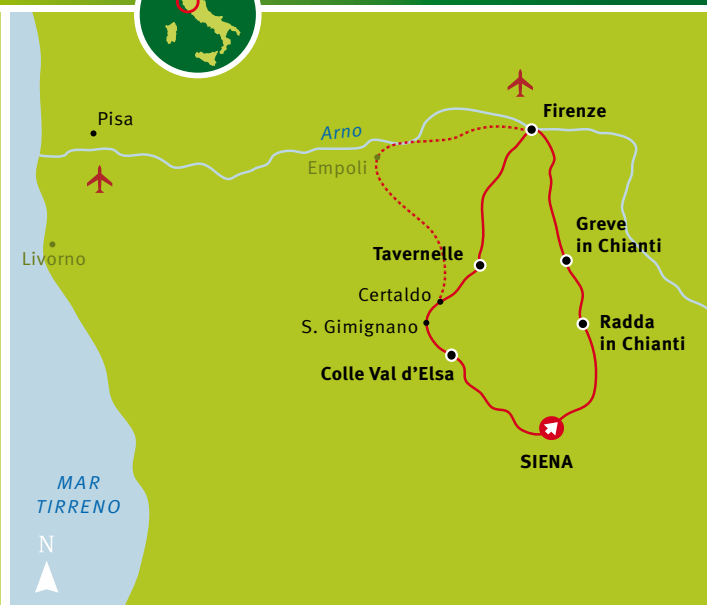 Pisa
Arno
Firenze
Empoli
Greve
in Chianti
Livorno
Tavernelle
Certaldo
S. Gimignano
Radda
in Chianti
Colle Val d'Elsa
SIENA
MAR
TIRRENO
N